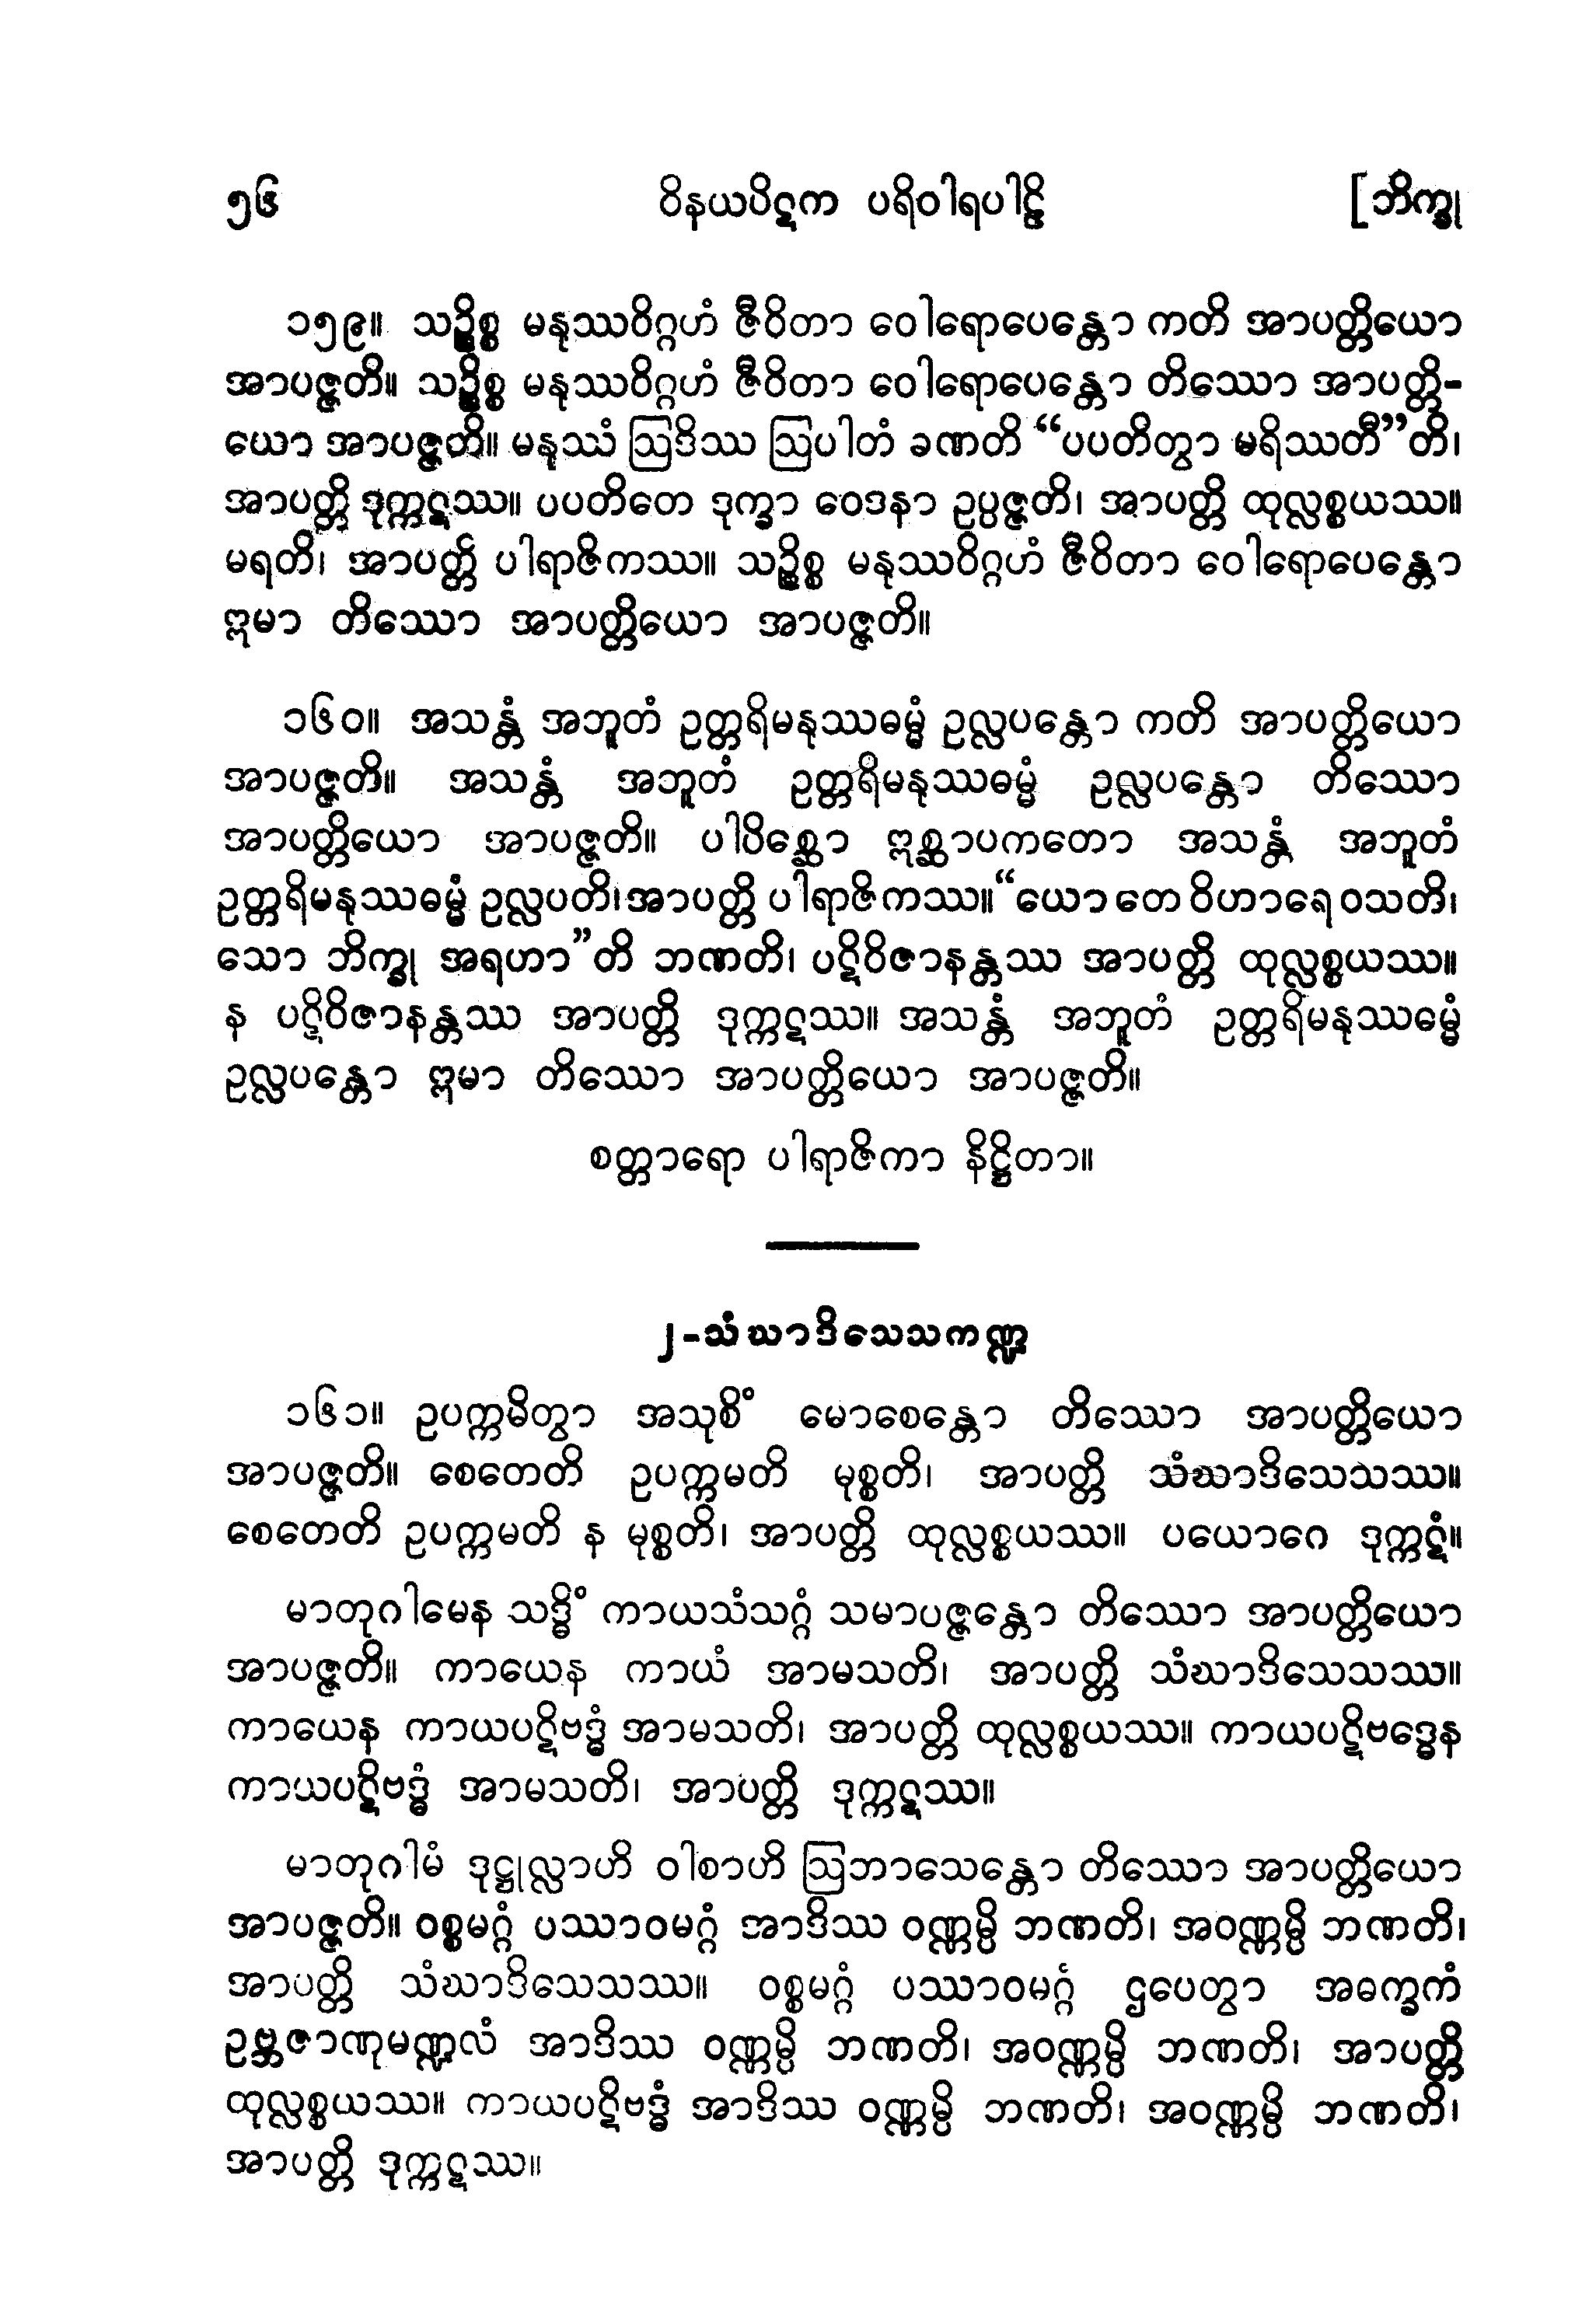 ၅၆ ဝိနယပိဋက ပရိဝါရပါဠိ [ဘိက္ခု
၁၅၉။ သဉ္စိစ္စ မနုဿဝိဂ္ဂဟံ ဇီဝိတာ ဝေါရောပေန္တော ကတိ အာပတ္တိယော
အာပဇ္ဇတိ။ သဉ္စိစ္စ မနုဿဝိဂ္ဂဟံ ဇီဝိတာ ဝေါရောပေန္တော တိဿော အာပတ္တိ-
ယော အာပဇ္ဇတိ။ မနုဿံ ဩဒိဿ ဩပါတံ ခဏတိ “ပပတိတွာ မရိဿတီ”တိ၊
အာပတ္တိ ဒုက္ကဋဿ။ ပပတိတေ ဒုက္ခာ ဝေဒနာ ဥပ္ပဇ္ဇတိ၊ အာပတ္တိ ထုလ္လစ္စယဿ။
မရတိ၊ အာပတ္တိ ပါရာဇိကဿ။ သဉ္စိစ္စ မနုဿဝိဂ္ဂဟံ ဇီဝိတာ ဝေါရောပေန္တော
ဣမာ တိဿော အာပတ္တိယော အာပဇ္ဇတိ။
၁၆၀။ အသန္တံ အဘူတံ ဥတ္တရိမနုဿဓမ္မံ ဥလ္လပန္တော ကတိ အာပတ္တိယော
အာပဇ္ဇတိ။ အသန္တံ အဘူတံ ဥတ္တရိမနုဿဓမ္မံ ဥလ္လပန္တော တိဿော
အာပတ္တိယော အာပဇ္ဇတိ။ ပါပိစ္ဆော ဣစ္ဆာပကတော အသန္တံ အဘူတံ
ဥတ္တရိမနုဿဓမ္မံ ဥလ္လပတိ၊ အာပတ္တိ ပါရာဇိကဿ။ “ယော တေ ဝိဟာရေ ဝသတိ၊
သော ဘိက္ခု အရဟာ”တိ ဘဏတိ၊ ပဋိဝိဇာနန္တဿ အာပတ္တိ ထုလ္လစ္စယဿ။
န ပဋိဝိဇာနန္တဿ အာပတ္တိ ဒုက္ကဋဿ။ အသန္တံ အဘူတံ ဥတ္တရိမနုဿဓမ္မံ
ဥလ္လပန္တော ဣမာ တိဿော အာပတ္တိယော အာပဇ္ဇတိ။
စတ္တာရော ပါရာဇိကာ နိဋ္ဌိတာ။
၂-သံဃာဒိသေသကဏ္ဍ
၁၆၁။ ဥပက္ကမိတွာ အသုစိံ မောစေန္တော တိဿော အာပတ္တိယော
အာပဇ္ဇတိ။ စေတေတိ ဥပက္ကမတိ မုစ္စတိ၊ အာပတ္တိ သံဃာဒိသေသဿ။
စေတေတိ ဥပက္ကမတိ န မုစ္စတိ၊ အာပတ္တိ ထုလ္လစ္စယဿ။ ပယောဂေ ဒုက္ကဋံ။
မာတုဂါမေန သဒ္ဓိံ ကာယသံသဂ္ဂံ သမာပဇ္ဇန္တော တိဿော အာပတ္တိယော
အာပဇ္ဇတိ။ ကာယေန ကာယံ အာမသတိ၊ အာပတ္တိ သံဃာဒိသေသဿ။
ကာယေန ကာယပဋိဗဒ္ဓံ အာမသတိ၊ အာပတ္တိ ထုလ္လစ္စယဿ။ ကာယပဋိဗဒ္ဓေန
ကာယပဋိဗဒ္ဓံ အာမသတိ၊ အာပတ္တိ ဒုက္ကဋဿ။
မာတုဂါမံ ဒုဋ္ဌုလ္လာဟိ ဝါစာဟိ ဩဘာသေန္တော တိဿော အာပတ္တိယော
အာပဇ္ဇတိ။ ဝစ္စမဂ္ဂံ ပဿာဝမဂ္ဂံ အာဒိဿ ဝဏ္ဏမ္ပိ ဘဏတိ၊ အဝဏ္ဏမ္ပိ ဘဏတိ၊
အာပတ္တိ သံဃာဒိသေသဿ။ ဝစ္စမဂ္ဂံ ပဿာဝမဂ္ဂံ ဌပေတွာ အဓက္ခကံ
ဥဗ္ဘဇာဏုမဏ္ဍလံ အာဒိဿ ဝဏ္ဏမ္ပိ ဘဏတိ၊ အဝဏ္ဏမ္ပိ ဘဏတိ၊ အာပတ္တိ
ထုလ္လစ္စယဿ။ ကာယပဋိဗဒ္ဓံ အာဒိဿ ဝဏ္ဏမ္ပိ ဘဏတိ၊ အဝဏ္ဏမ္ပိ ဘဏတိ၊
အာပတ္တိ ဒုက္ကဋဿ။